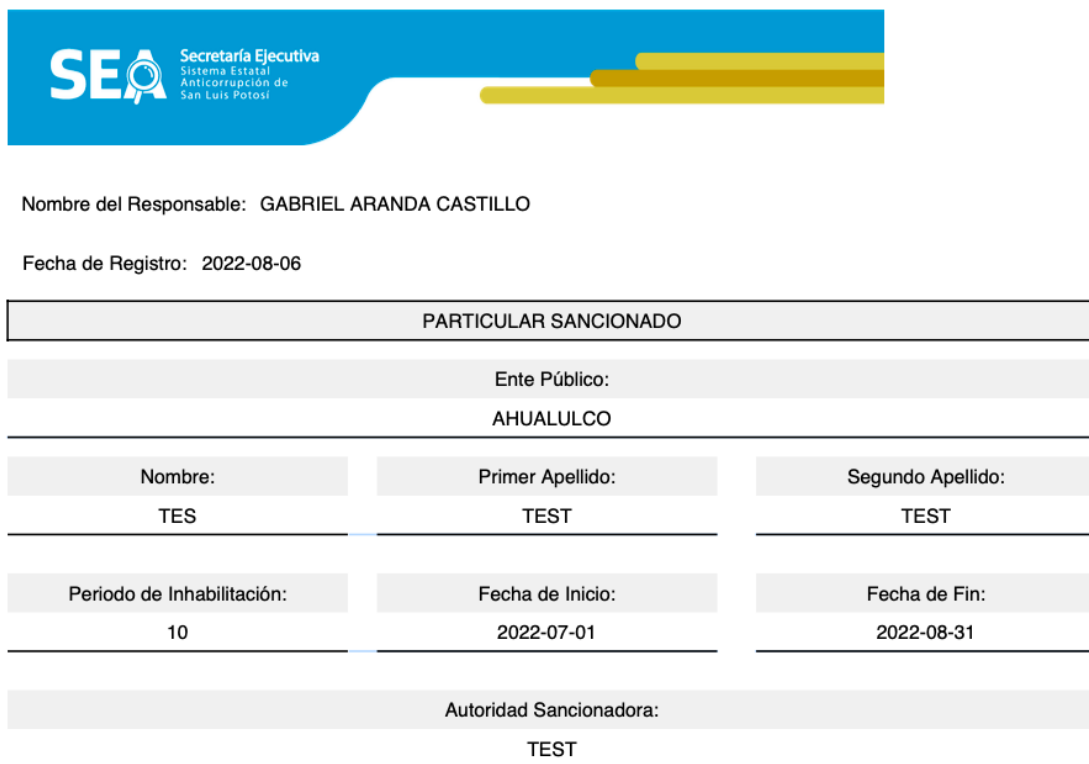 SEA
Secretaría Ejecutiva
Sistema Estatal
Anticorrupción de
San Luis Potosí
Nombre del Responsable: GABRIEL ARANDA CASTILLO
Fecha de Registro: 2022-08-06
PARTICULAR SANCIONADO
Ente Público:
AHUALULCO
Nombre: Primer Apellido: Segundo Apellido:
TES TEST TEST
Periodo de Inhabilitación: Fecha de Inicio: Fecha de Fin:
10 2022-07-01 2022-08-31
Autoridad Sancionadora:
TEST